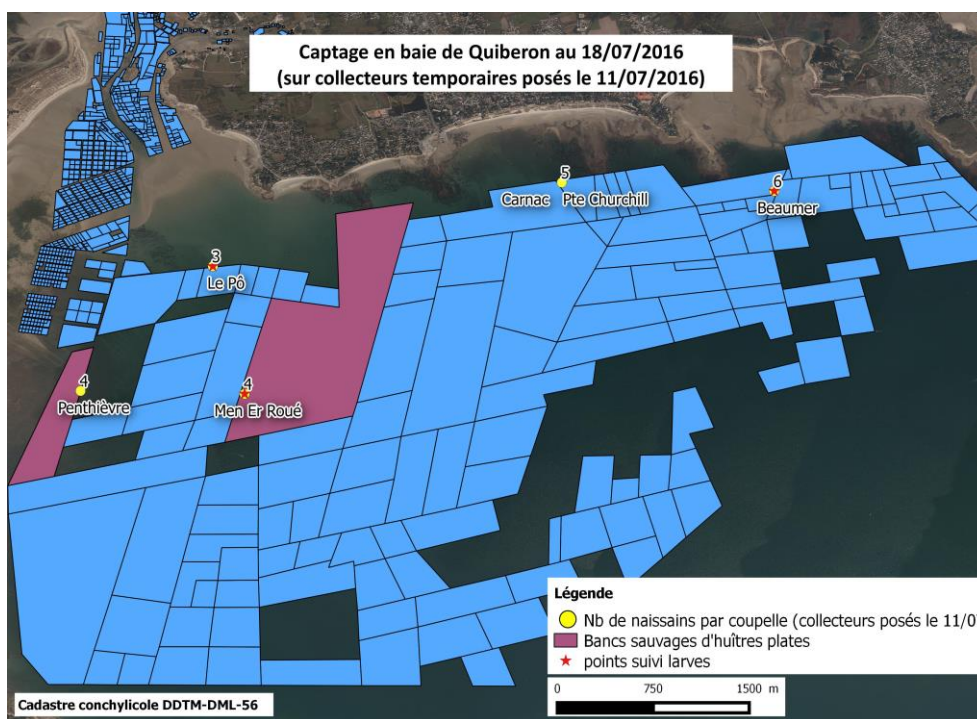 Captage en baie de Quiberon au 18/07/2016
(sur collecteurs temporaires posés le 11/07/2016)
5
Carnac Pte Churchill
6
Beaumer
3
Le Pô
4
Penthièvre
4
Men Er Roué
Légende
Nb de naissains par coupelle (collecteurs posés le 11/07
Bancs sauvages d'huîtres plates
points suivi larves
0 750 1500 m
Cadastre conchylicole DDTM-DML-56